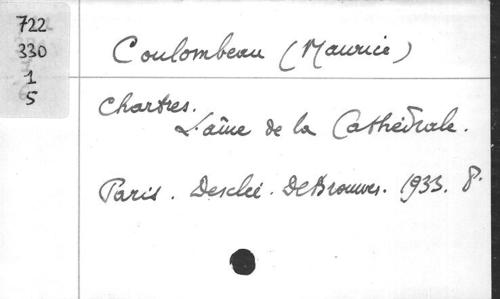 722
330
1
5
Coulombeau (Maurice)
Chartres.
L'âme de la Cathédrale.
Paris. Desclée. De Brouwer. 1933. 8°.